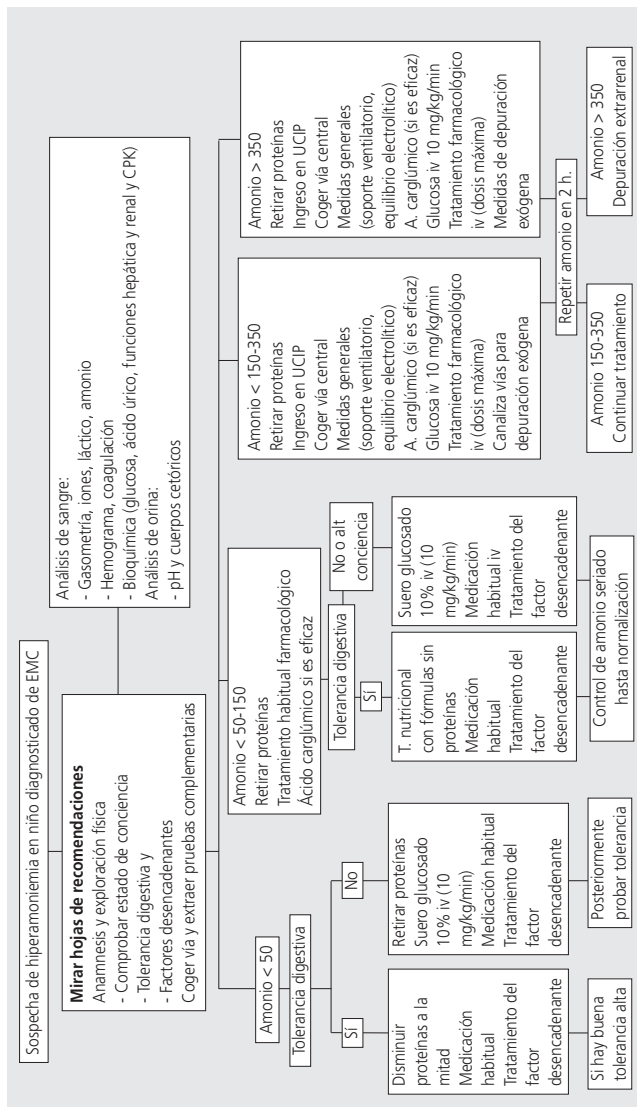 Sospecha de hiperamoniemia en niño diagnosticado de EMC
Mirar hojas de recomendaciones
Anamnesis y exploración física
- Comprobar estado de conciencia
- Tolerancia digestiva y
- Factores desencadenantes
Coger vía y extraer pruebas complementarias
Análisis de sangre:
- Gasometría, iones, láctico, amonio
- Hemograma, coagulación
- Bioquímica (glucosa, ácido úrico, funciones hepática y renal y CPK)
Análisis de orina:
- pH y cuerpos cetóricos
Amonio < 50
Tolerancia digestiva
Sí
No
Disminuir
proteínas a la
mitad
Medicación
habitual
Tratamiento del
factor
desencadenante
Si hay buena
tolerancia alta
Retirar proteínas
Suero glucosado
10% iv (10
mg/kg/min)
Medicación habitual
Tratamiento del
factor
desencadenante
Posteriormente
probar tolerancia
Amonio < 50-150
Retirar proteínas
Tratamiento habitual farmacológico
Ácido carglúmico si es eficaz
Tolerancia digestiva
Sí
No o alt
conciencia
T. nutricional
con fórmulas sin
proteínas
Medicación
habitual
Tratamiento del
factor
desencadenante
Suero glucosado
10% iv (10
mg/kg/min)
Medicación
habitual iv
Tratamiento del
factor
desencadenante
Control de amonio seriado
hasta normalización
Amonio < 150-350
Retirar proteínas
Ingreso en UCIP
Coger vía central
Medidas generales
(soporte ventilatorio,
equilibrio electrolítico)
A. carglúmico (si es eficaz)
Glucosa iv 10 mg/kg/min
Tratamiento farmacológico
iv (dosis máxima)
Canaliza vías para
depuración exógena
Amonio > 350
Retirar proteínas
Ingreso en UCIP
Coger vía central
Medidas generales
(soporte ventilatorio,
equilibrio electrolítico)
A. carglúmico (si es eficaz)
Glucosa iv 10 mg/kg/min
Tratamiento farmacológico
iv (dosis máxima)
Medidas de depuración
exógena
Repetir amonio en 2 h.
Amonio 150-350
Continuar tratamiento
Amonio > 350
Depuración extrarrenal